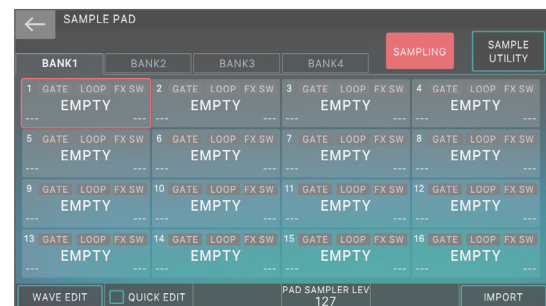 SAMPLE PAD
SAMPLING
SAMPLE
UTILITY
BANK1 BANK2 BANK3 BANK4
1 GATE LOOP FX SW 2 GATE LOOP FX SW 3 GATE LOOP FX SW 4 GATE LOOP FX SW
EMPTY EMPTY EMPTY EMPTY
--- --- --- --- --- --- --- ---
5 GATE LOOP FX SW 6 GATE LOOP FX SW 7 GATE LOOP FX SW 8 GATE LOOP FX SW
EMPTY EMPTY EMPTY EMPTY
--- --- --- --- --- --- --- ---
9 GATE LOOP FX SW 10 GATE LOOP FX SW 11 GATE LOOP FX SW 12 GATE LOOP FX SW
EMPTY EMPTY EMPTY EMPTY
--- --- --- --- --- --- --- ---
13 GATE LOOP FX SW 14 GATE LOOP FX SW 15 GATE LOOP FX SW 16 GATE LOOP FX SW
EMPTY EMPTY EMPTY EMPTY
--- --- --- --- --- --- --- ---
WAVE EDIT QUICK EDIT PAD SAMPLER LEV IMPORT
127